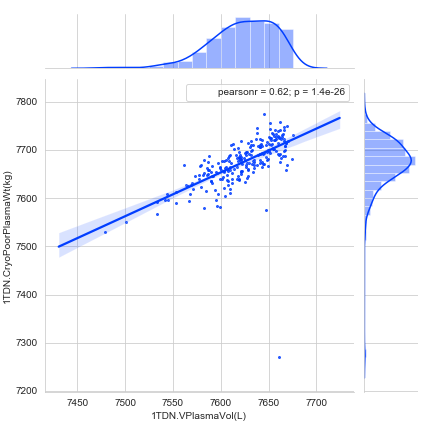 pearsonr = 0.62; p = 1.4e-26
7800
7700
7600
7500
7400
7300
7200
1TDN.CryoPoorPlasmaWt(kg)
7450 7500 7550 7600 7650 7700
1TDN.VPlasmaVol(L)